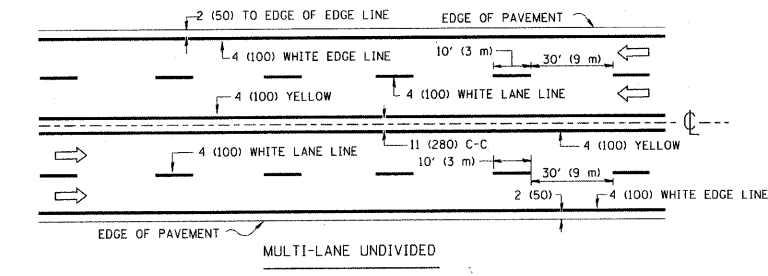 2 (50) TO EDGE OF EDGE LINE
EDGE OF PAVEMENT
4 (100) WHITE EDGE LINE
10' (3 m)
30' (9 m)
4 (100) YELLOW
4 (100) WHITE LANE LINE
CL
4 (100) WHITE LANE LINE
11 (280) C-C
4 (100) YELLOW
10' (3 m)
30' (9 m)
2 (50)
4 (100) WHITE EDGE LINE
EDGE OF PAVEMENT
MULTI-LANE UNDIVIDED